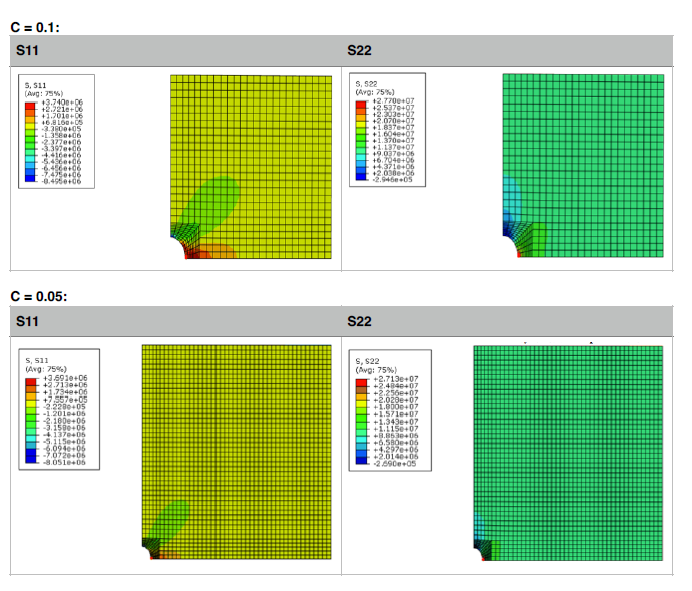 C = 0.1:
S11
S22
S, S11
(Avg: 75%)
+3.740e+06
+2.721e+06
+1.701e+06
+6.816e+05
-3.380e+05
-1.358e+06
-2.377e+06
-3.397e+06
-4.416e+06
-5.436e+06
-6.456e+06
-7.475e+06
-8.495e+06
S, S22
(Avg: 75%)
+2.770e+07
+2.537e+07
+2.303e+07
+2.070e+07
+1.837e+07
+1.604e+07
+1.370e+07
+1.137e+07
+9.037e+06
+6.704e+06
+4.371e+06
+2.038e+06
-2.946e+05
C = 0.05:
S11
S22
S, S11
(Avg: 75%)
+3.691e+06
+2.713e+06
+1.734e+06
+7.557e+05
-2.228e+05
-1.201e+06
-2.180e+06
-3.158e+06
-4.137e+06
-5.115e+06
-6.094e+06
-7.072e+06
-8.051e+06
S, S22
(Avg: 75%)
+2.713e+07
+2.484e+07
+2.256e+07
+2.028e+07
+1.800e+07
+1.571e+07
+1.343e+07
+1.115e+07
+8.863e+06
+6.580e+06
+4.297e+06
+2.014e+06
-2.690e+05